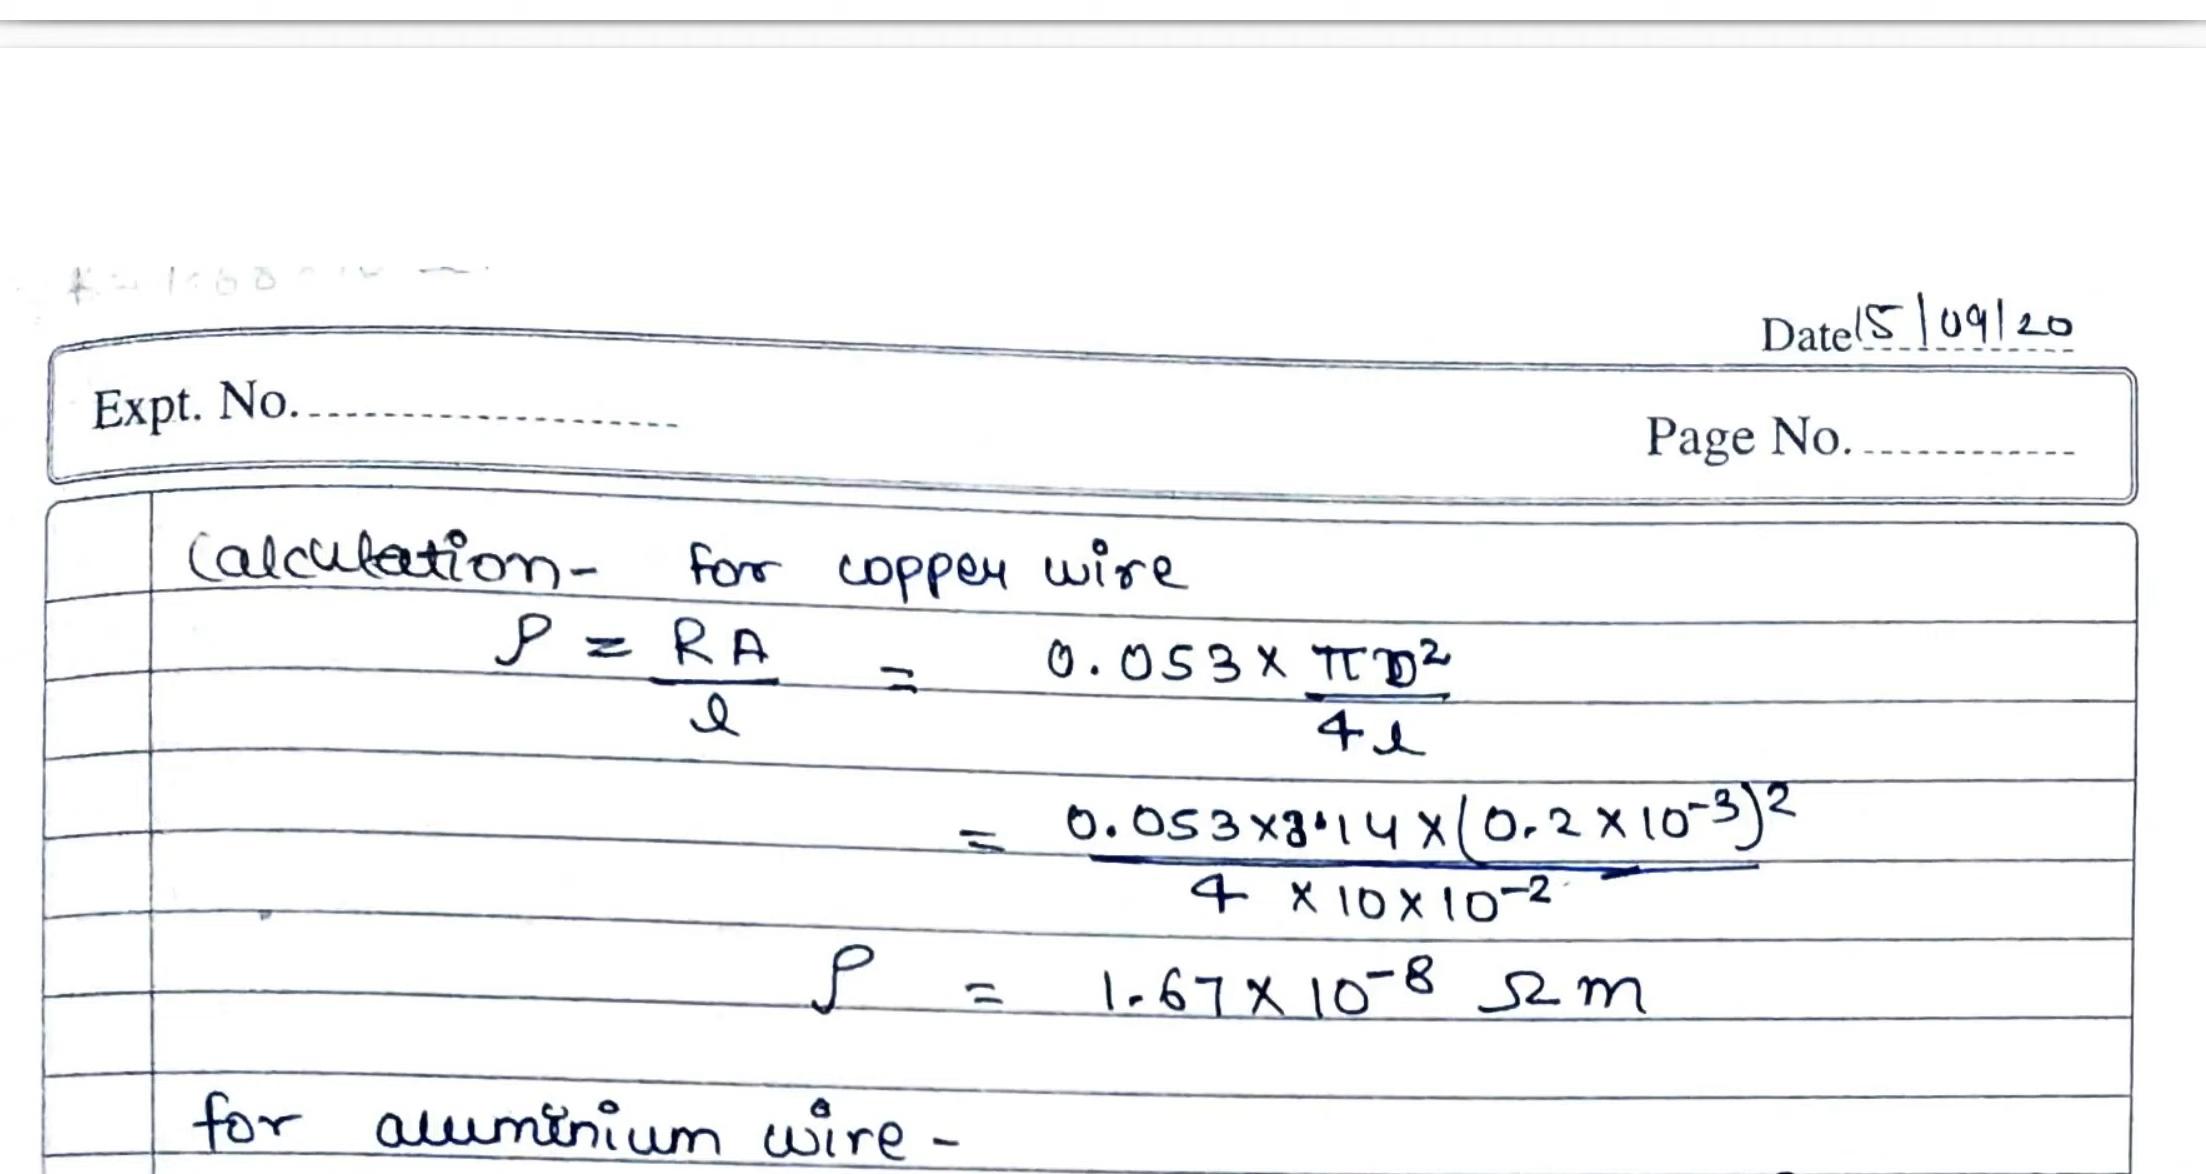 Date 15/09/20
Expt. No.
Page No.
Calculation- for copper wire
ρ = RA/l = 0.053 × πD²/4l
= 0.053×3.14×(0.2×10⁻³)²/4 ×10×10⁻²
ρ = 1.67×10⁻⁸ Ωm
for aluminium wire -